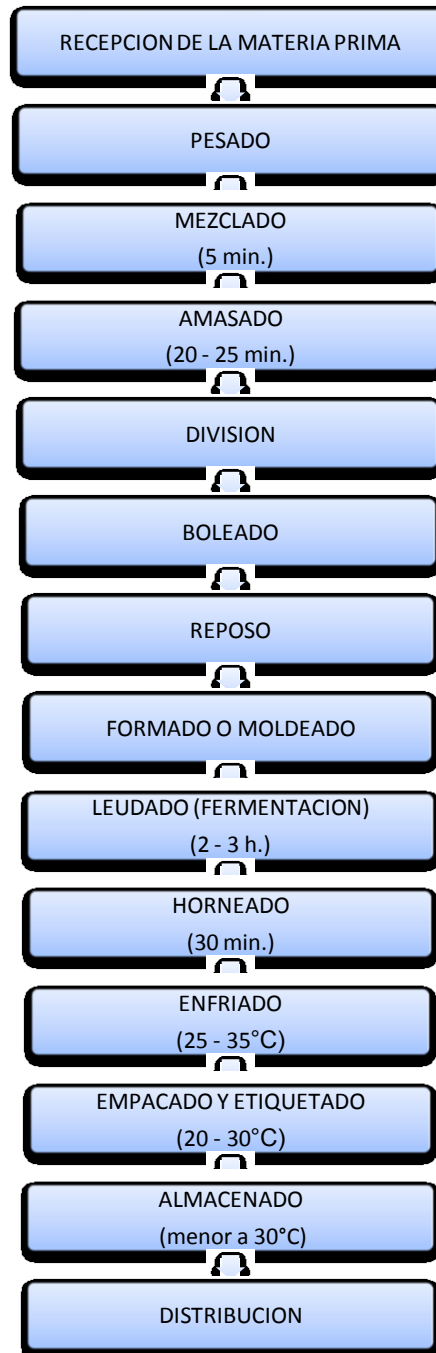 RECEPCION DE LA MATERIA PRIMA
PESADO
MEZCLADO
(5 min.)
AMASADO
(20 - 25 min.)
DIVISION
BOLEADO
REPOSO
FORMADO O MOLDEADO
LEUDADO (FERMENTACION)
(2 - 3 h.)
HORNEADO
(30 min.)
ENFRIADO
(25 - 35°C)
EMPACADO Y ETIQUETADO
(20 - 30°C)
ALMACENADO
(menor a 30°C)
DISTRIBUCION